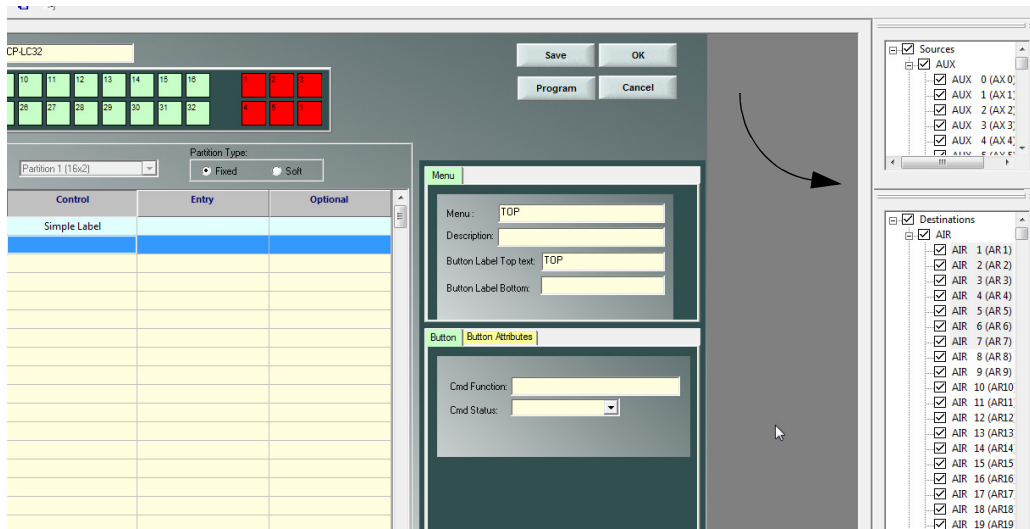 CP-LC32
Save
OK
Program
Cancel
10 11 12 13 14 15 16 1 2 3
26 27 28 29 30 31 32 4 5
Partition 1 (16x2)
Partition Type:
Fixed
Soft
Control
Entry
Optional
Simple Label
Menu
Menu :
TOP
Description:
Button Label Top text:
TOP
Button Label Bottom:
Button
Button Attributes
Cmd Function:
Cmd Status:
Sources
AUX
AUX 0 (AX 0)
AUX 1 (AX 1)
AUX 2 (AX 2)
AUX 3 (AX 3)
AUX 4 (AX 4)
Destinations
AIR
AIR 1 (AR 1)
AIR 2 (AR 2)
AIR 3 (AR 3)
AIR 4 (AR 4)
AIR 5 (AR 5)
AIR 6 (AR 6)
AIR 7 (AR 7)
AIR 8 (AR 8)
AIR 9 (AR 9)
AIR 10 (AR10
AIR 11 (AR11
AIR 12 (AR12
AIR 13 (AR13
AIR 14 (AR14
AIR 15 (AR15
AIR 16 (AR16
AIR 17 (AR17
AIR 18 (AR18
AIR 19 (AR19